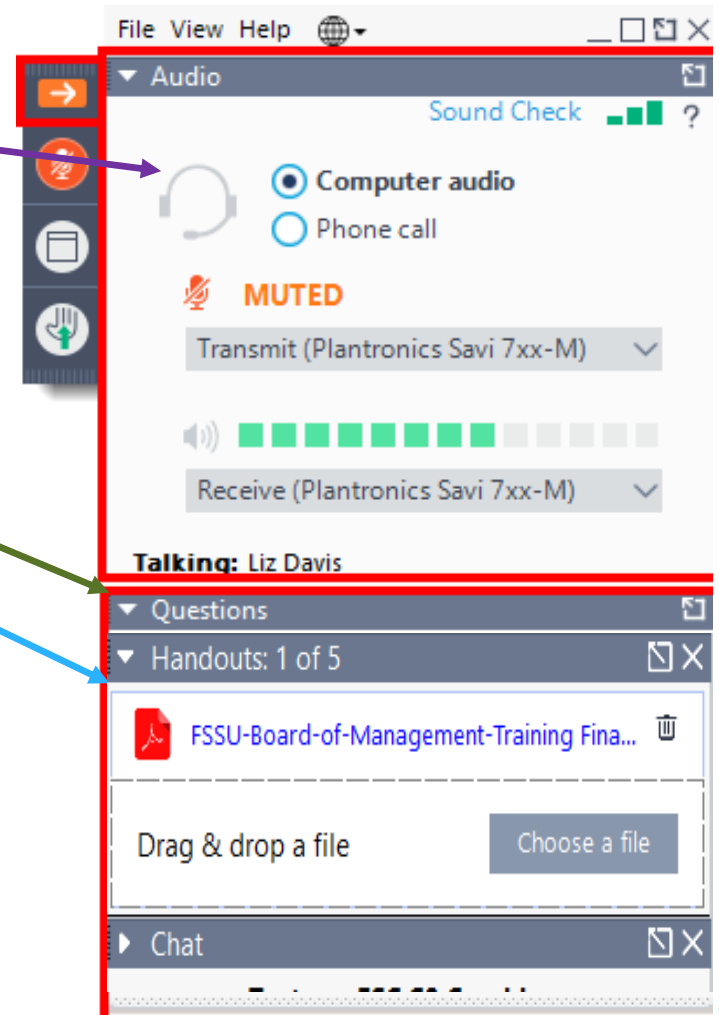 File View Help
Audio
Sound Check ?
Computer audio
Phone call
MUTED
Transmit (Plantronics Savi 7xx-M)
Receive (Plantronics Savi 7xx-M)
Talking: Liz Davis
Questions
Handouts: 1 of 5
FSSU-Board-of-Management-Training Fina...
Drag & drop a file
Choose a file
Chat